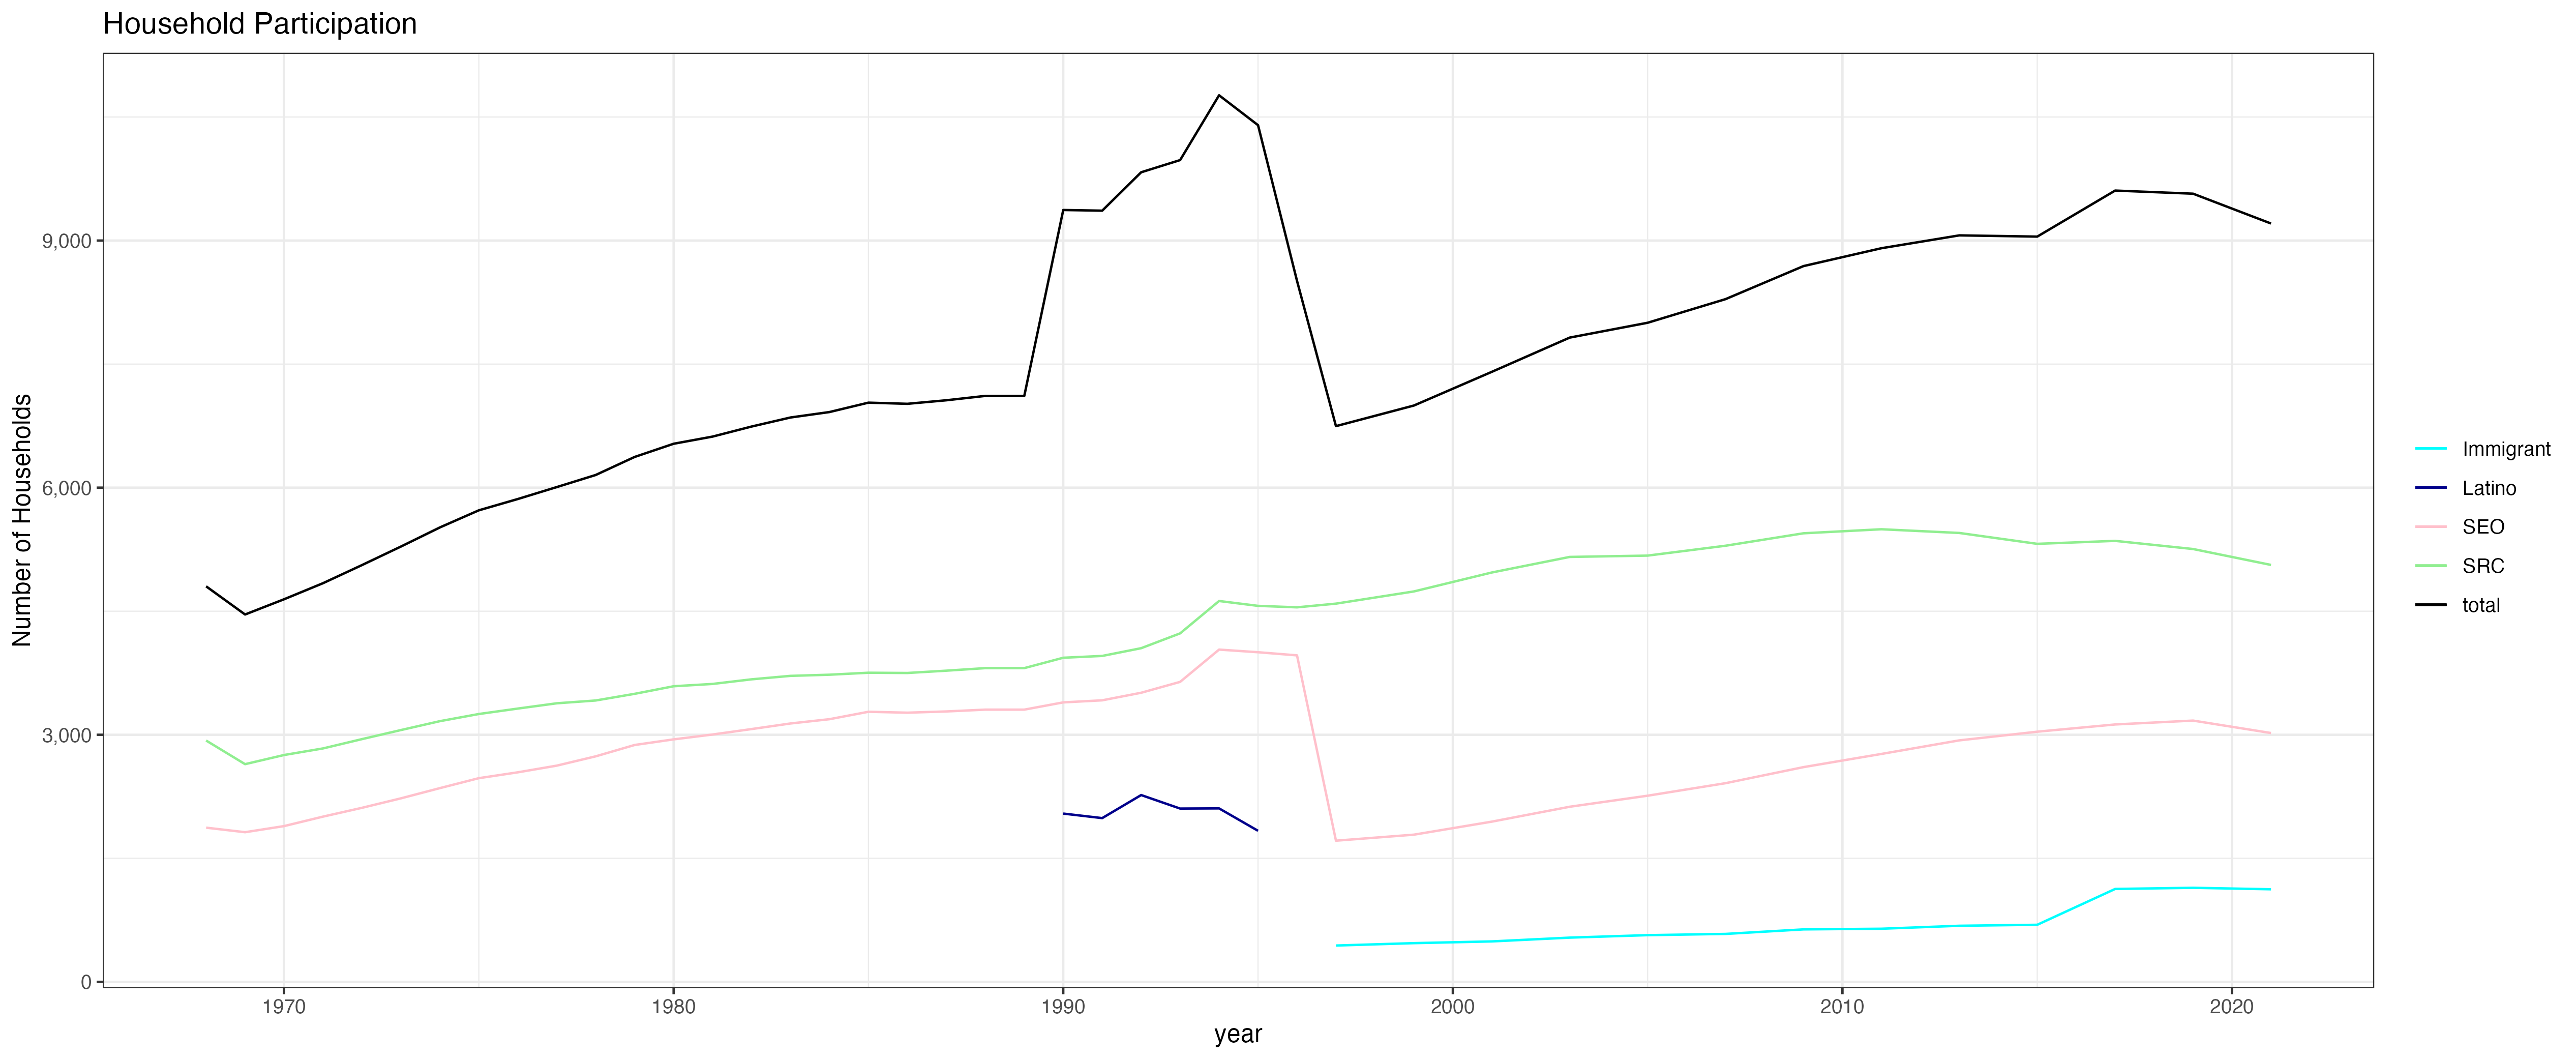 Household Participation
Number of Households
9,000
6,000
3,000
0
1970 1980 1990 2000 2010 2020
year
Immigrant
Latino
SEO
SRC
total